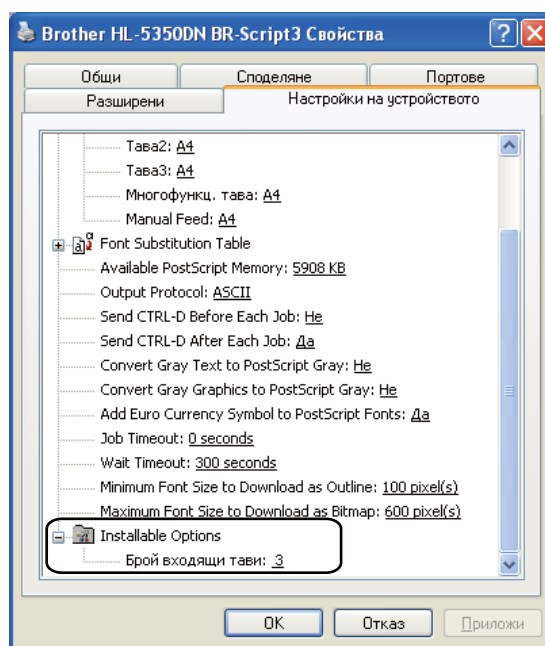 Brother HL-5350DN BR-Script3 Свойства
Общи Споделяне Портове
Разширени Настройки на устройството
Тава2: A4
Тава3: A4
Многофункц. тава: A4
Manual Feed: A4
Font Substitution Table
Available PostScript Memory: 5908 KB
Output Protocol: ASCII
Send CTRL-D Before Each Job: Не
Send CTRL-D After Each Job: Да
Convert Gray Text to PostScript Gray: Не
Convert Gray Graphics to PostScript Gray: Не
Add Euro Currency Symbol to PostScript Fonts: Да
Job Timeout: 0 seconds
Wait Timeout: 300 seconds
Minimum Font Size to Download as Outline: 100 pixel(s)
Maximum Font Size to Download as Bitmap: 600 pixel(s)
Installable Options
Брой входящи тави: 3
OK Отказ Приложи